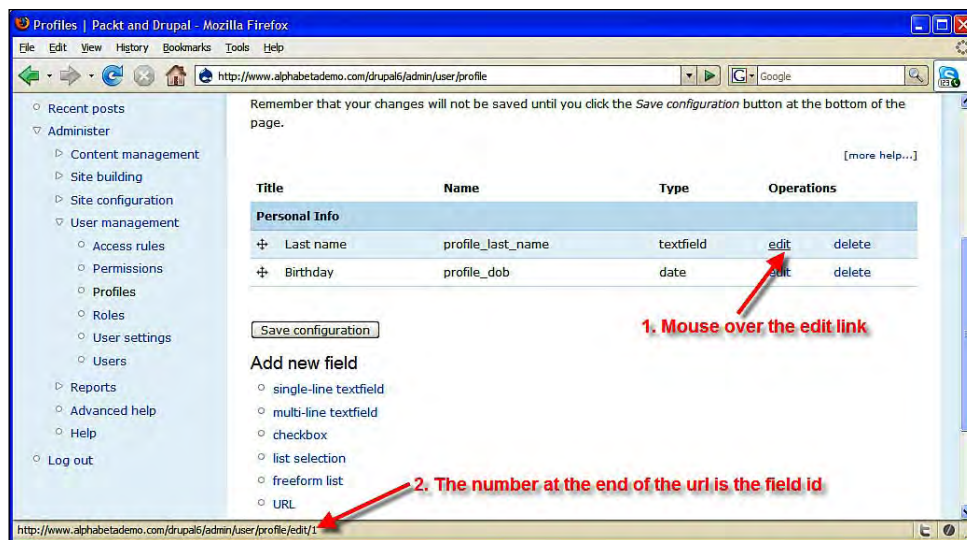 Profiles | Packt and Drupal - Mozilla Firefox
File Edit View History Bookmarks Tools Help
http://www.alphabetademo.com/drupal6/admin/user/profile
G Google
Recent posts
Administer
Content management
Site building
Site configuration
User management
Access rules
Permissions
Profiles
Roles
User settings
Users
Reports
Advanced help
Help
Log out
Remember that your changes will not be saved until you click the Save configuration button at the bottom of the
page.
[more help...]
Title Name Type Operations
Personal Info
Last name profile_last_name textfield edit delete
Birthday profile_dob date edit delete
1. Mouse over the edit link
Save configuration
Add new field
single-line textfield
multi-line textfield
checkbox
list selection
freeform list
URL
2. The number at the end of the url is the field id
http://www.alphabetademo.com/drupal6/admin/user/profile/edit/1